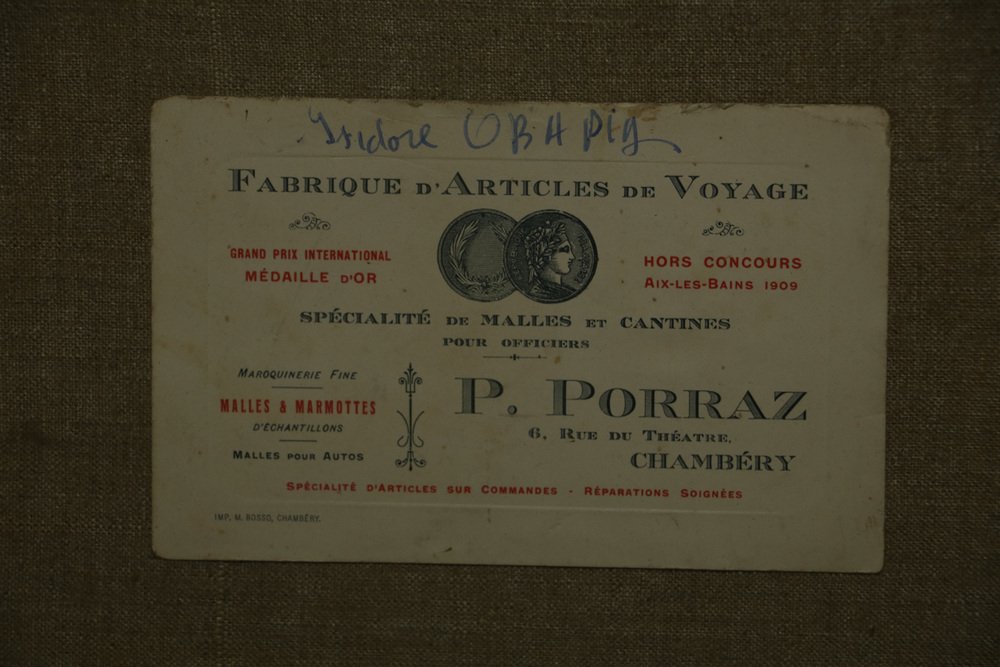 Isidore
FABRIQUE D'ARTICLES DE VOYAGE
GRAND PRIX INTERNATIONAL
MÉDAILLE D'OR
HORS CONCOURS
AIX-LES-BAINS 1909
SPÉCIALITÉ DE MALLES ET CANTINES
POUR OFFICIERS
MAROQUINERIE FINE
MALLES & MARMOTTES
D'ÉCHANTILLONS
MALLES POUR AUTOS
P. PORRAZ
6, RUE DU THÉATRE,
CHAMBÉRY
SPÉCIALITÉ D'ARTICLES SUR COMMANDES - RÉPARATIONS SOIGNÉES
IMP. M. BOSSO, CHAMBÉRY.